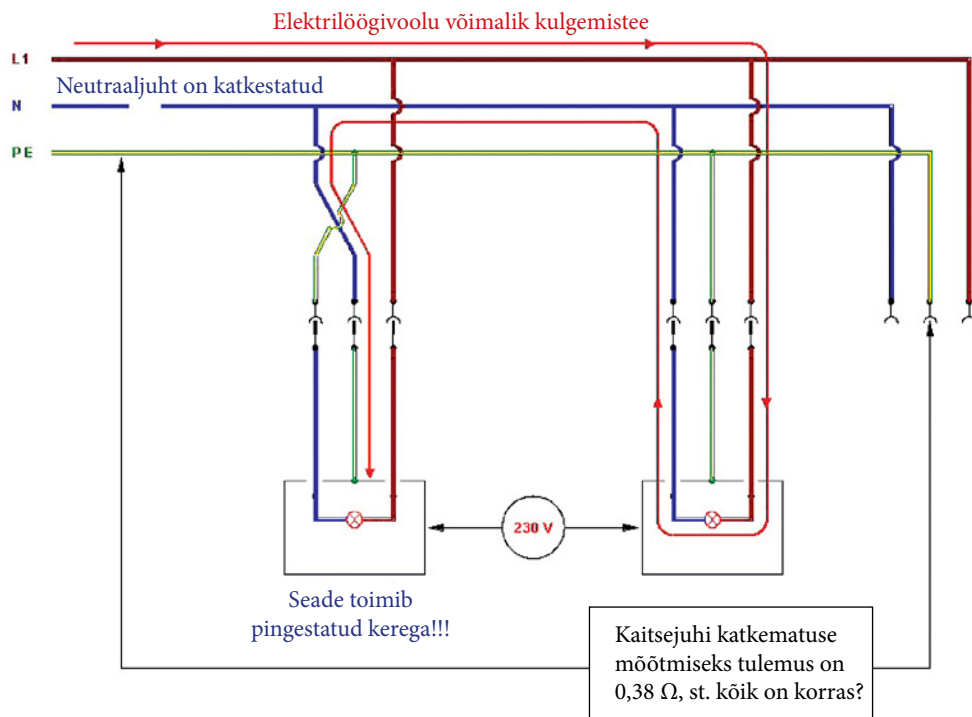 Elektrilöögivoolu võimalik kulgemistee
L1
Neutraaljuht on katkestatud
N
PE
230 V
Seade toimib
pingestatud kerega!!!
Kaitsejuhi katkematuse
mõõtmiseks tulemus on
0,38 Ω, st. kõik on korras?